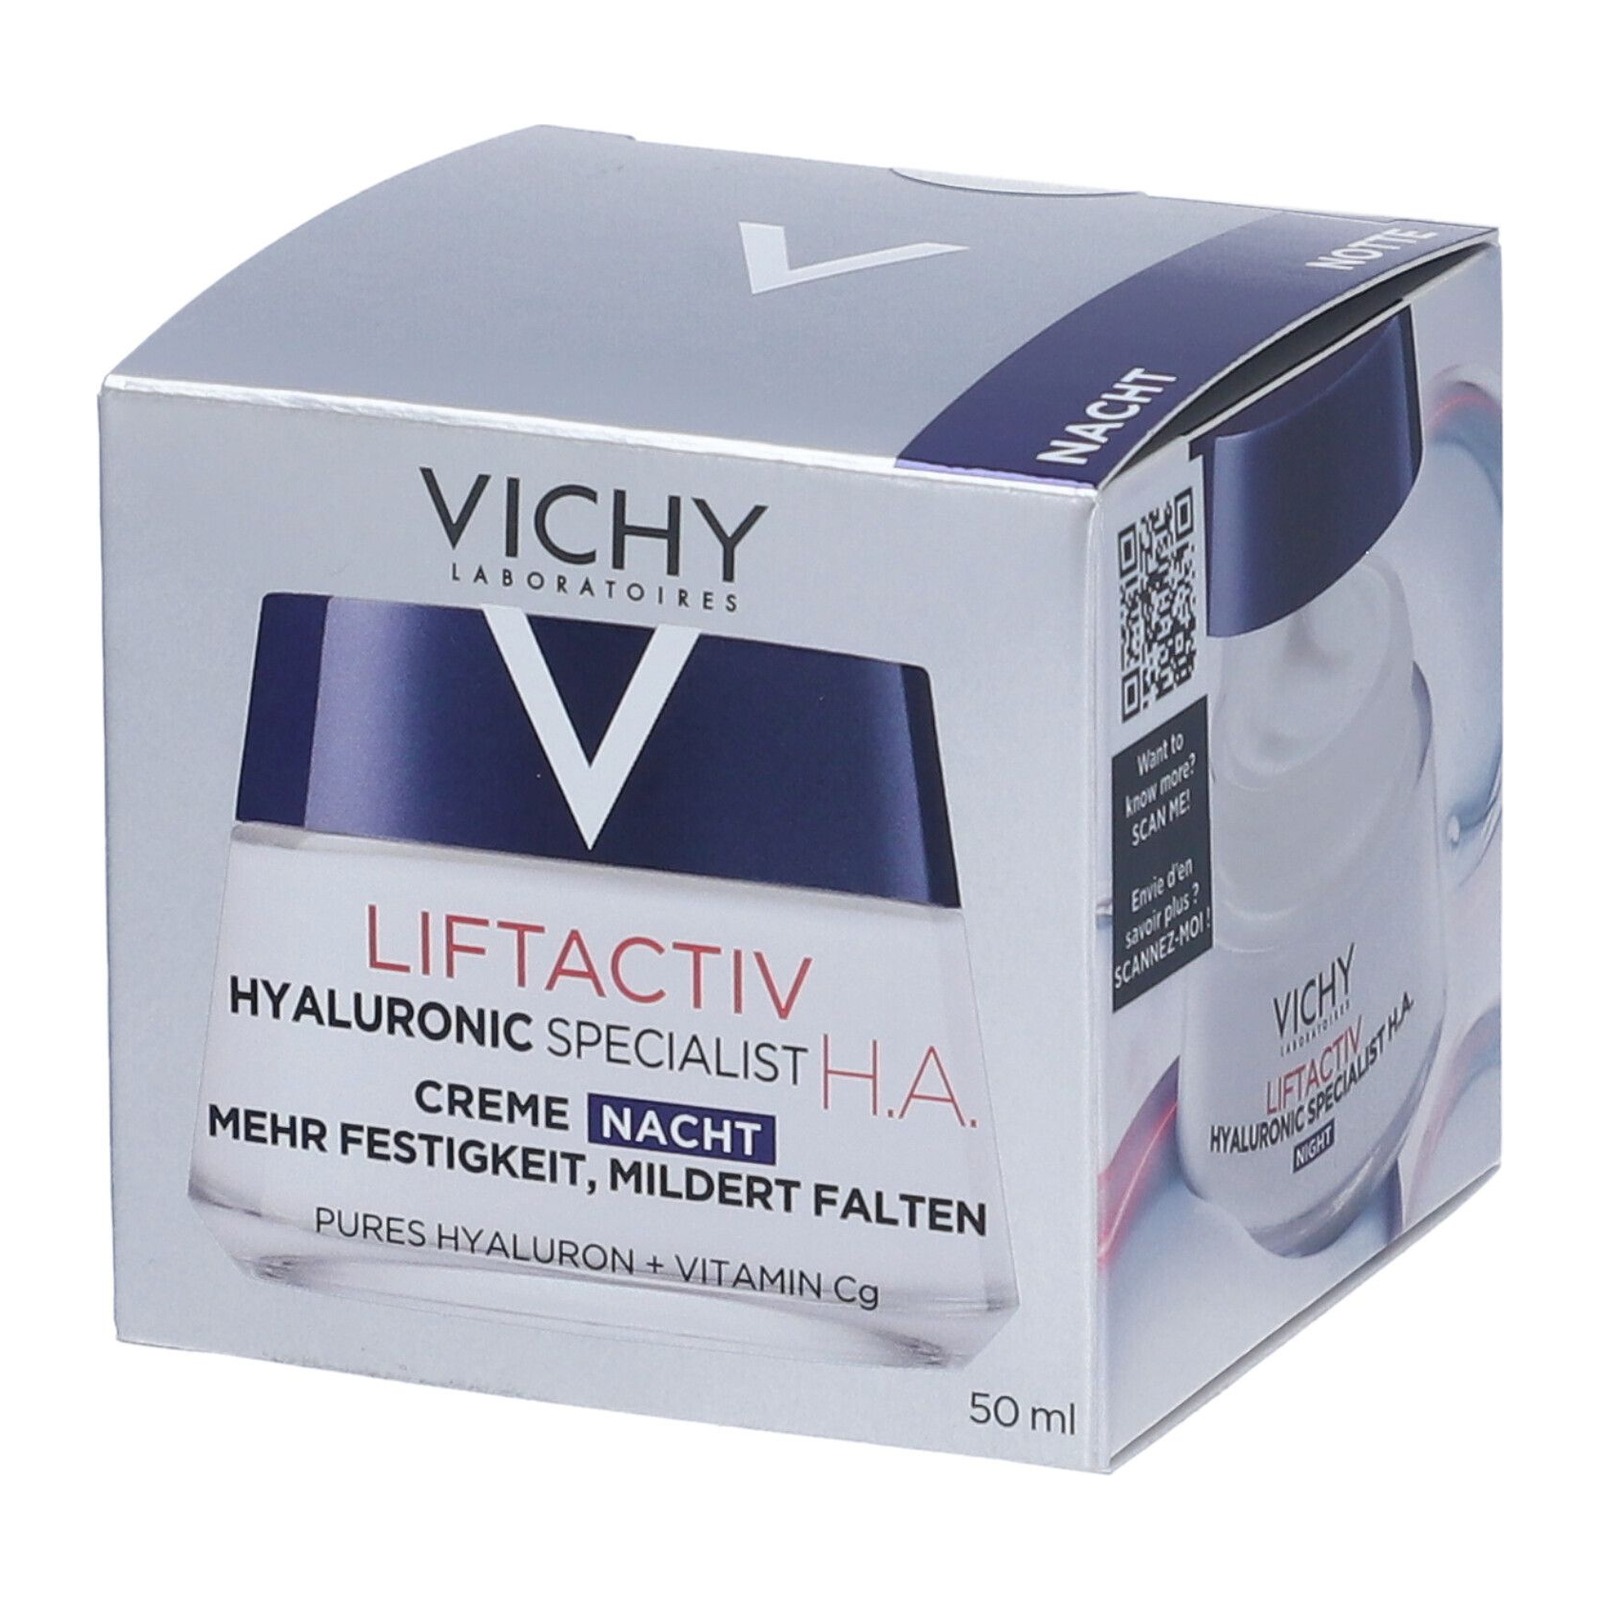 NACHT
NOTTE
VICHY
LABORATOIRES
LIFTACTIV
HYALURONIC SPECIALIST H.A.
CREME NACHT
MEHR FESTIGKEIT, MILDERT FALTEN
PURES HYALURON + VITAMIN Cg
50 ml
Want to
know more?
SCAN ME!
Envie d'en
savoir plus ?
SCANNEZ-MOI !
VICHY
LABORATOIRES
LIFTACTIV
HYALURONIC SPECIALIST H.A.
NIGHT